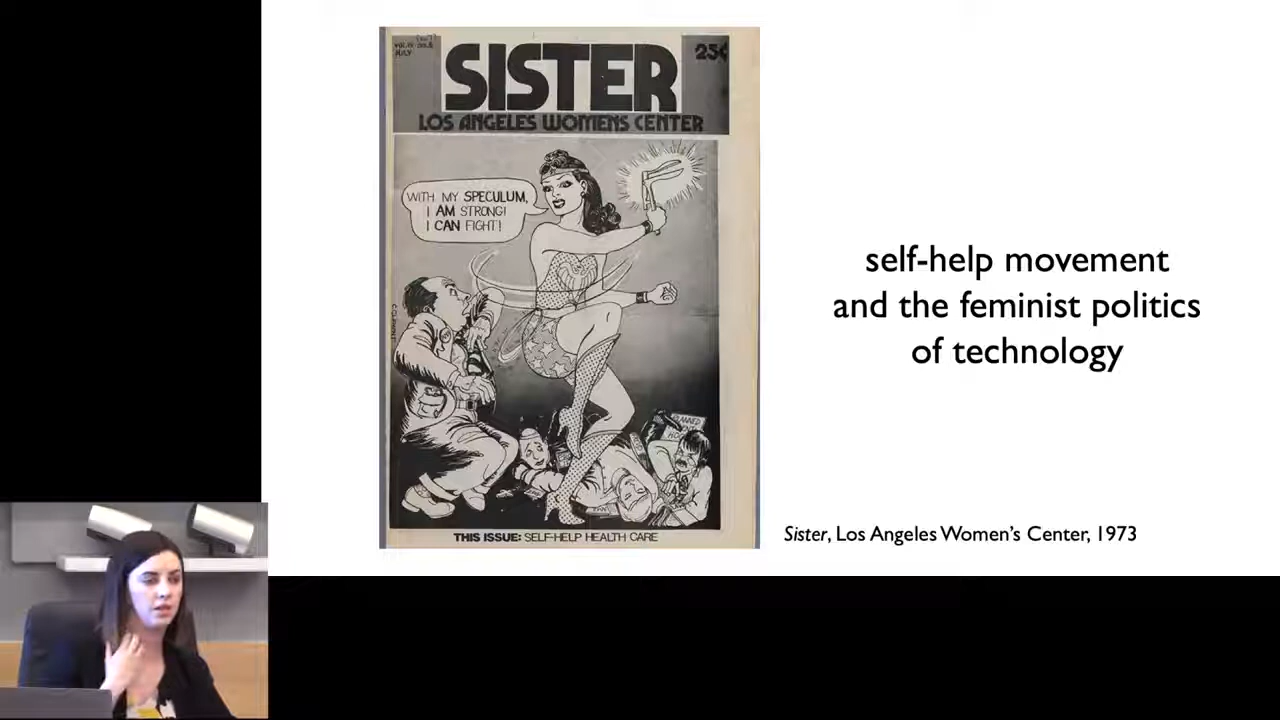 JULY
25¢
SISTER
LOS ANGELES WOMENS CENTER
WITH MY SPECULUM,
I AM STRONG!
I CAN FIGHT!
THIS ISSUE: SELF-HELP HEALTH CARE
self-help movement
and the feminist politics
of technology
Sister, Los Angeles Women's Center, 1973